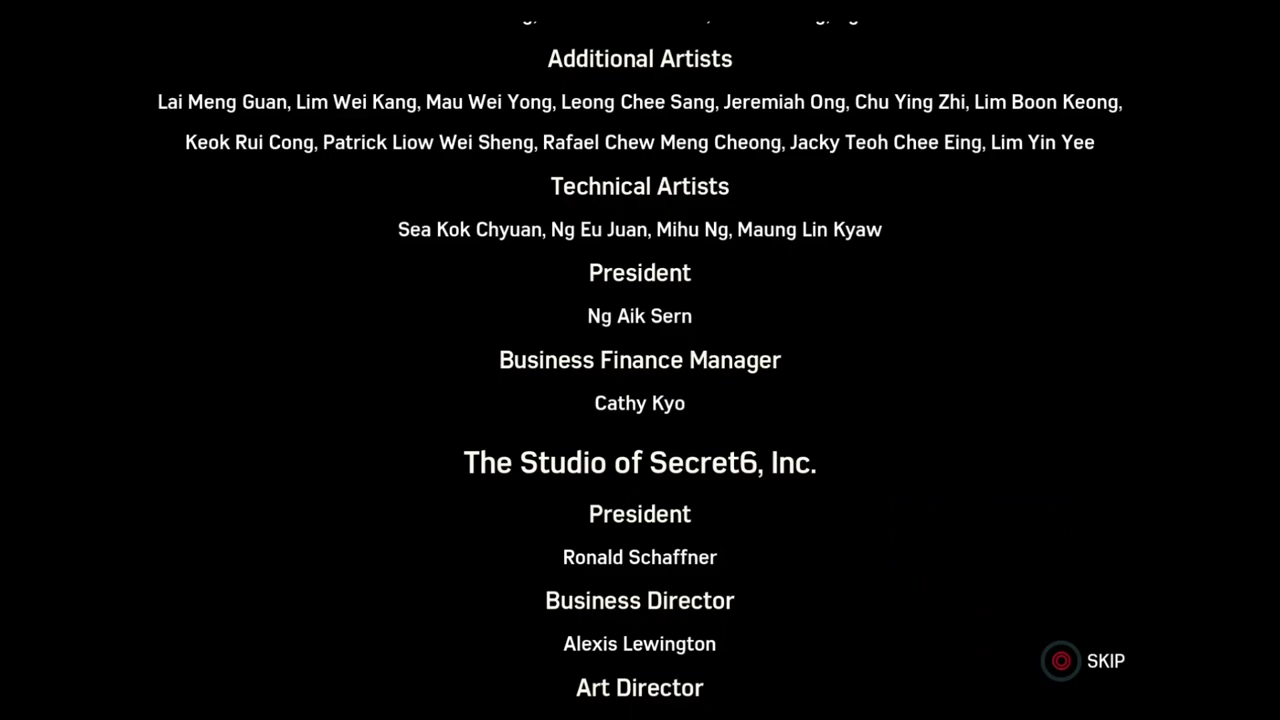 Additional Artists
Lai Meng Guan, Lim Wei Kang, Mau Wei Yong, Leong Chee Sang, Jeremiah Ong, Chu Ying Zhi, Lim Boon Keong,
Keok Rui Cong, Patrick Liow Wei Sheng, Rafael Chew Meng Cheong, Jacky Teoh Chee Eing, Lim Yin Yee
Technical Artists
Sea Kok Chyuan, Ng Eu Juan, Mihu Ng, Maung Lin Kyaw
President
Ng Aik Sern
Business Finance Manager
Cathy Kyo
The Studio of Secret6, Inc.
President
Ronald Schaffner
Business Director
Alexis Lewington
Art Director
SKIP